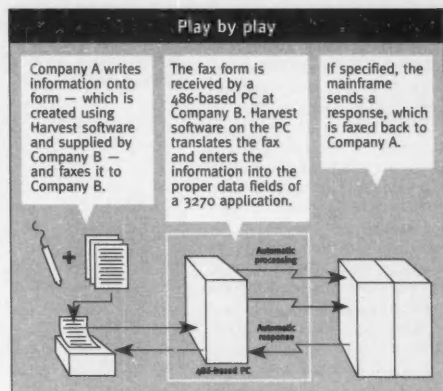 Play by play
Company A writes
information onto
form — which is
created using
Harvest software
and supplied by
Company B —
and faxes it to
Company B.
The fax form is
received by a
486-based PC at
Company B. Harvest
software on the PC
translates the fax
and enters the
information into the
proper data fields of
a 3270 application.
If specified, the
mainframe
sends a
response, which
is faxed back to
Company A.
+
Automatic
processing
Automatic
response
486-based PC